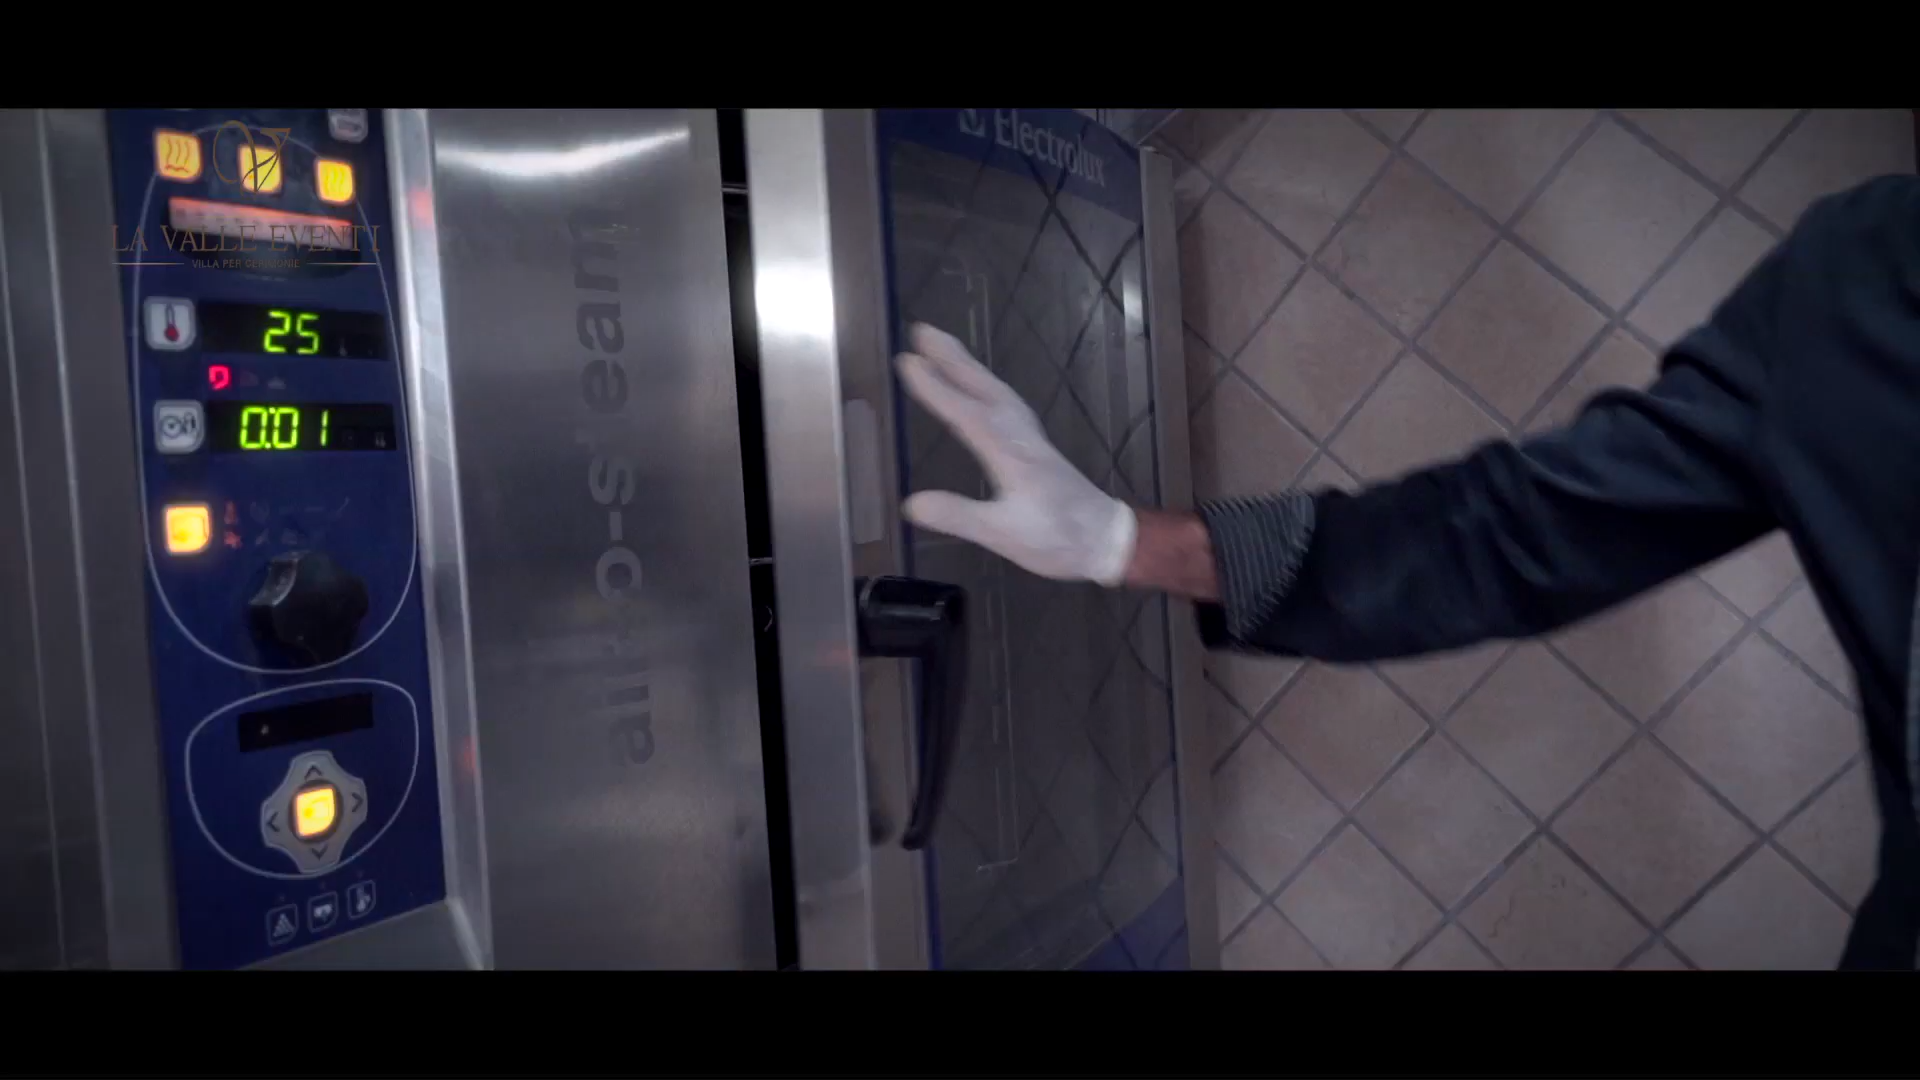 LA VALLE EVENTI
VILLA PER CERIMONIE
25
0:01
air-o-steam
Electrolux